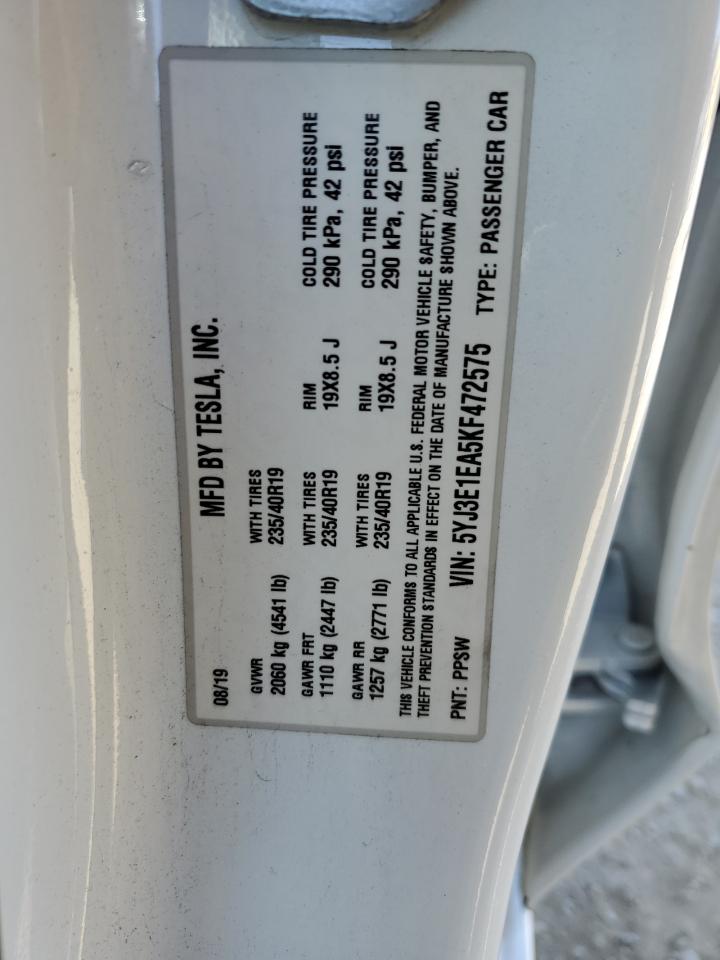 MFD BY TESLA, INC.
08/19
GVWR WITH TIRES
2060 kg (4541 lb) 235/40R19
GAWR FRT WITH TIRES RIM COLD TIRE PRESSURE
1110 kg (2447 lb) 235/40R19 19X8.5 J 290 kPa, 42 psi
GAWR RR WITH TIRES RIM COLD TIRE PRESSURE
1257 kg (2771 lb) 235/40R19 19X8.5 J 290 kPa, 42 psi
THIS VEHICLE CONFORMS TO ALL APPLICABLE U.S. FEDERAL MOTOR VEHICLE SAFETY, BUMPER, AND
THEFT PREVENTION STANDARDS IN EFFECT ON THE DATE OF MANUFACTURE SHOWN ABOVE.
PNT: PPSW VIN: 5YJ3E1EA5KF472575 TYPE: PASSENGER CAR